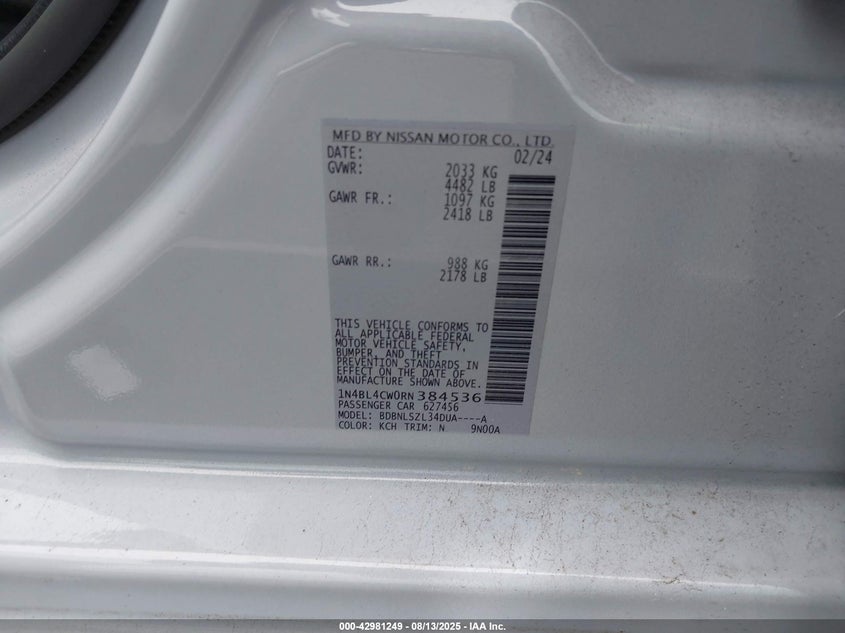 MFD BY NISSAN MOTOR CO., LTD.
DATE: 02/24
GVWR: 2033 KG
4482 LB
GAWR FR.: 1097 KG
2418 LB
GAWR RR.: 988 KG
2178 LB
THIS VEHICLE CONFORMS TO
ALL APPLICABLE FEDERAL
MOTOR VEHICLE SAFETY,
BUMPER, AND THEFT
PREVENTION STANDARDS IN
EFFECT ON THE DATE OF
MANUFACTURE SHOWN ABOVE.
1N4BL4CW0RN384536
PASSENGER CAR 627456
MODEL: BDBNLSZL34DUA----A
COLOR: KCH TRIM: N 9N00A
000-42981249 - 08/13/2025 - IAA Inc.